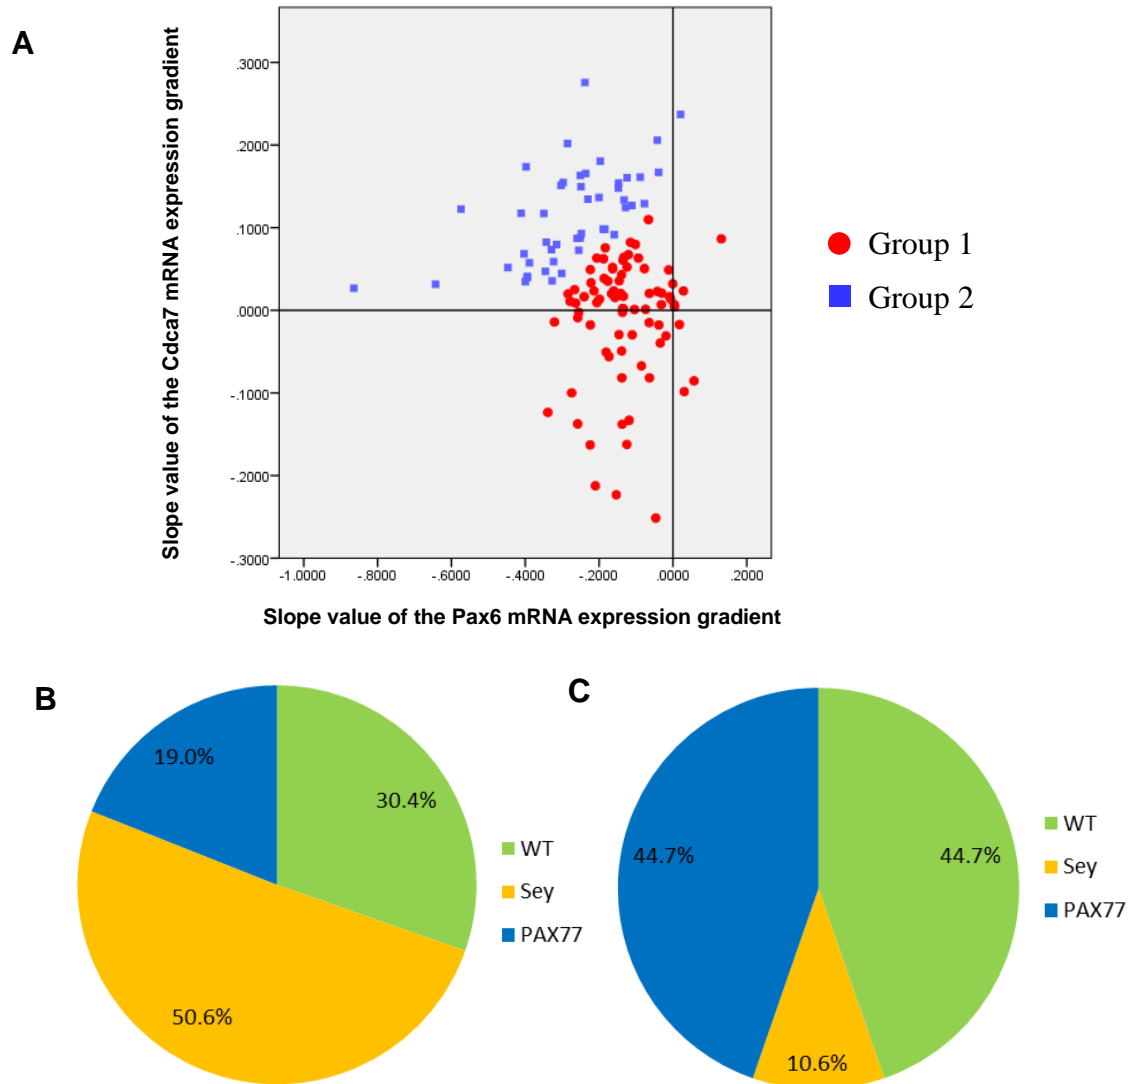 A
Slope value of the Cdca7 mRNA expression gradient
.3000
.2000
.1000
.0000
-.1000
-.2000
-.3000
-1.0000 -.8000 -.6000 -.4000 -.2000 .0000 .2000
Slope value of the Pax6 mRNA expression gradient
Group 1
Group 2
B
19.0%
30.4%
50.6%
WT
Sey
PAX77
C
44.7%
44.7%
10.6%
WT
Sey
PAX77